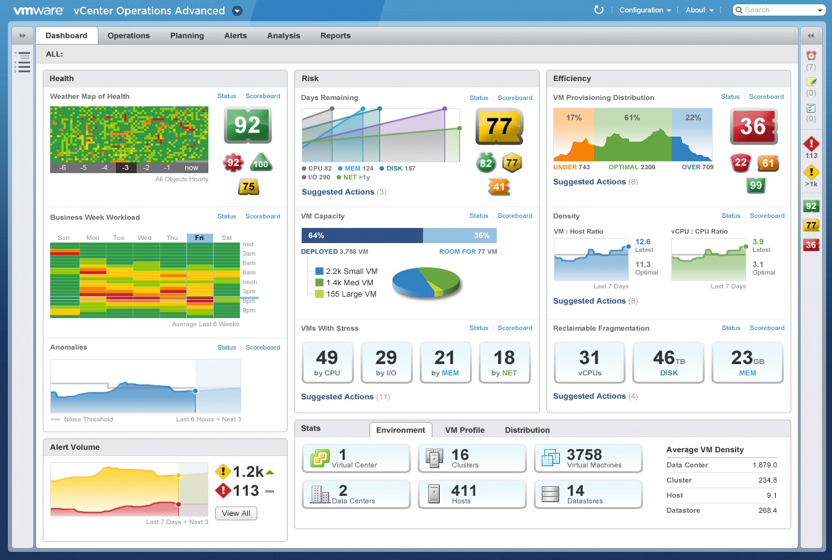 vmware vCenter Operations Advanced
Configuration About Search
Dashboard Operations Planning Alerts Analysis Reports
ALL:
Health
Weather Map of Health Status Scoreboard
92
92 100
75
-6 -5 -4 -3 -2 -1 now
All Objects Hourly
Business Week Workload Status Scoreboard
Sun Mon Tue Wed Thu Fri Sat
mid
3am
6am
9am
noon
3pm
6pm
9pm
Average Last 6 Weeks
Anomalies Status Scoreboard
Noise Threshold Last 6 Hours + Next 3
Alert Volume
1.2k
113
View All
Last 7 Days + Next 3
Risk
Days Remaining Status Scoreboard
77
82 77
41
CPU 82 MEM 124 DISK 157
I/O 290 NET >1y
Suggested Actions (3)
VM Capacity Status Scoreboard
64% 36%
DEPLOYED 3,758 VM ROOM FOR 77 VM
2.2k Small VM
1.4k Med VM
155 Large VM
VMs With Stress Status Scoreboard
49 29 21 18
by CPU by I/O by MEM by NET
Suggested Actions (11)
Efficiency
VM Provisioning Distribution Status Scoreboard
17% 61% 22%
36
22 61
99
UNDER 743 OPTIMAL 2306 OVER 709
Suggested Actions (8)
Density Status Scoreboard
VM : Host Ratio vCPU : CPU Ratio
12.6 3.9
Latest Latest
11.3 3.1
Optimal Optimal
Last 7 Days Last 7 Days
Suggested Actions (8)
Reclaimable Fragmentation Status Scoreboard
31 46TB 23GB
vCPUs DISK MEM
Suggested Actions (4)
Stats Environment VM Profile Distribution
1 16 3758
Virtual Center Clusters Virtual Machines
2 411 14
Data Centers Hosts Datastores
Average VM Density
Data Center 1,879.0
Cluster 234.8
Host 9.1
Datastore 268.4
(7)
(0)
(0)
113
>1k
92
77
36